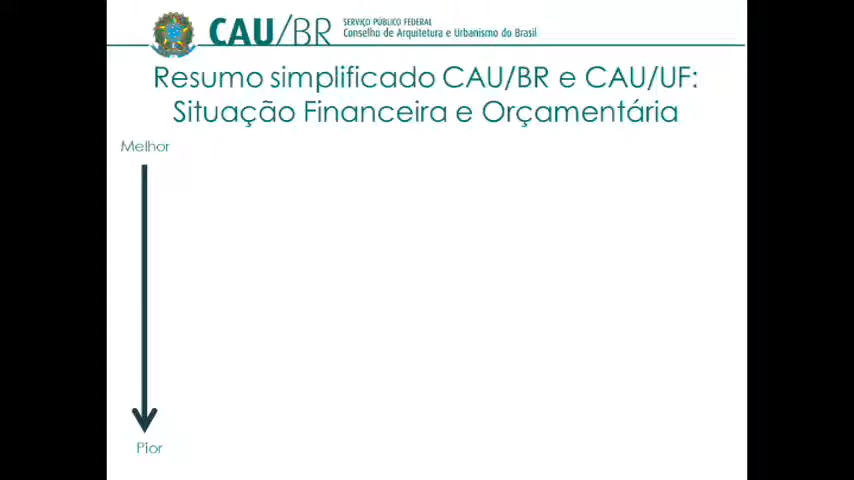 CAU/BR
SERVIÇO PÚBLICO FEDERAL
Conselho de Arquitetura e Urbanismo do Brasil
Resumo simplificado CAU/BR e CAU/UF:
Situação Financeira e Orçamentária
Melhor
Pior